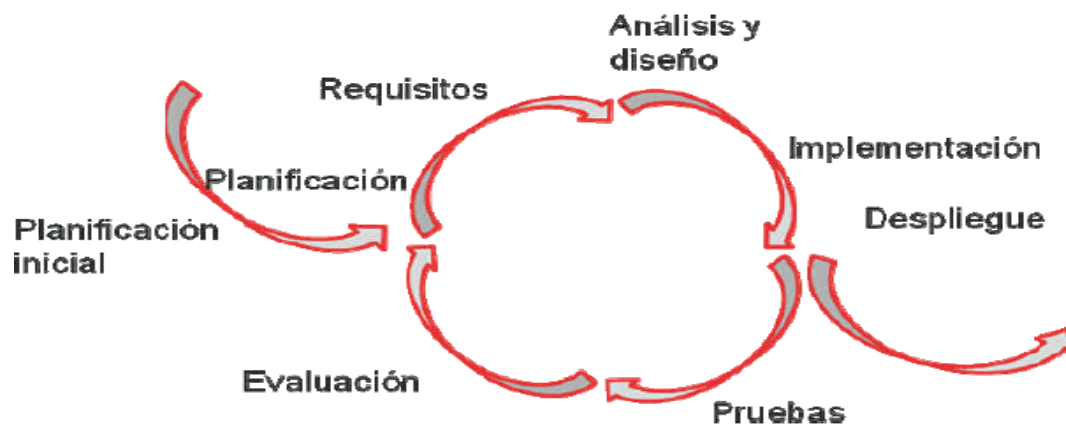 Análisis y
diseño
Requisitos
Implementación
Planificación
Despliegue
Planificación
inicial
Evaluación
Pruebas